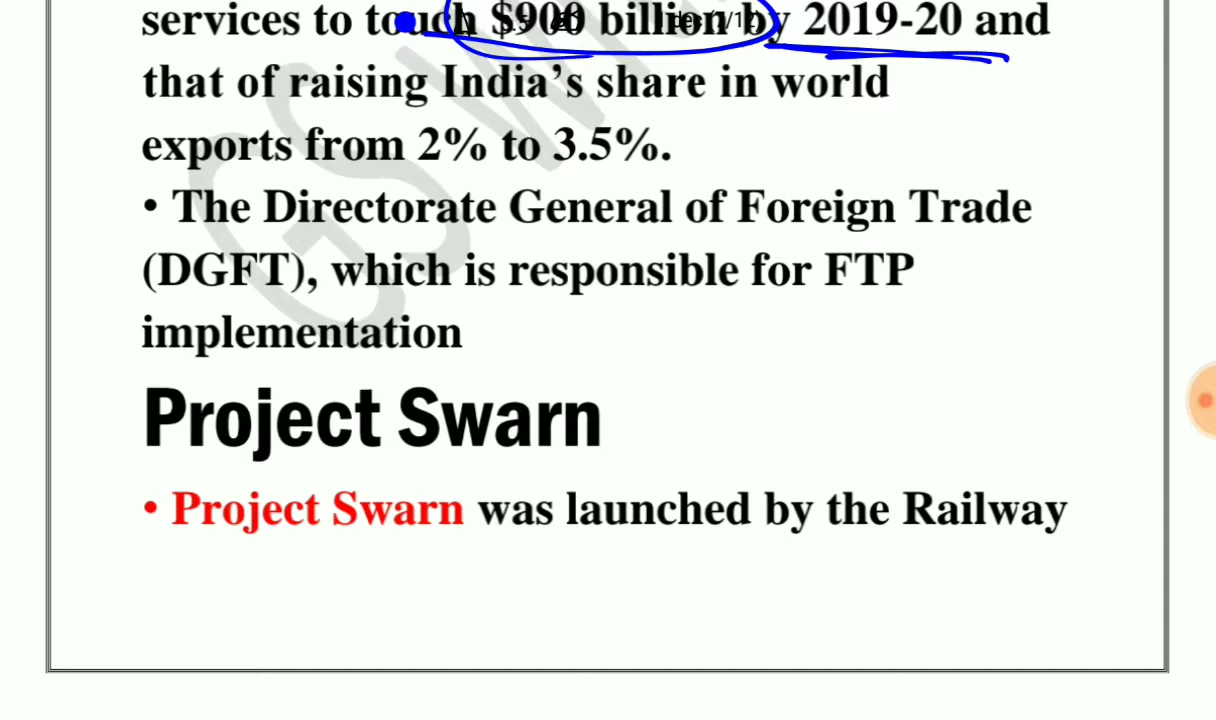 services to touch $900 billion by 2019-20 and
that of raising India’s share in world
exports from 2% to 3.5%.
• The Directorate General of Foreign Trade
(DGFT), which is responsible for FTP
implementation
Project Swarn
• Project Swarn was launched by the Railway